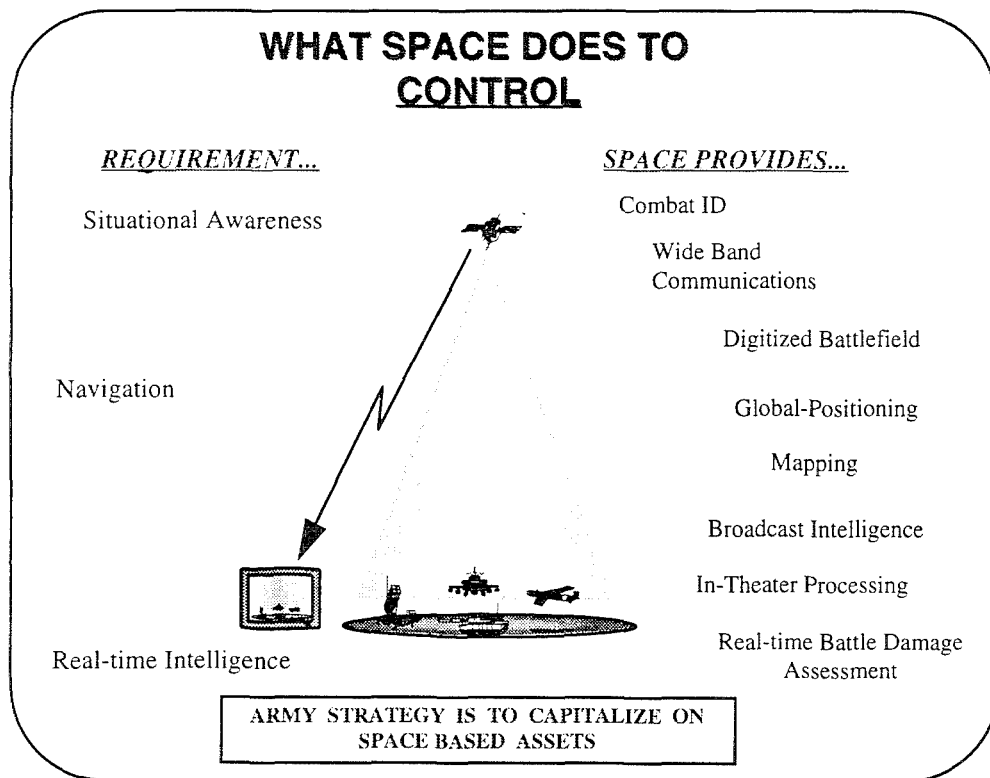 WHAT SPACE DOES TO
CONTROL
REQUIREMENT...
Situational Awareness
Navigation
Real-time Intelligence
SPACE PROVIDES...
Combat ID
Wide Band
Communications
Digitized Battlefield
Global-Positioning
Mapping
Broadcast Intelligence
In-Theater Processing
Real-time Battle Damage
Assessment
ARMY STRATEGY IS TO CAPITALIZE ON
SPACE BASED ASSETS